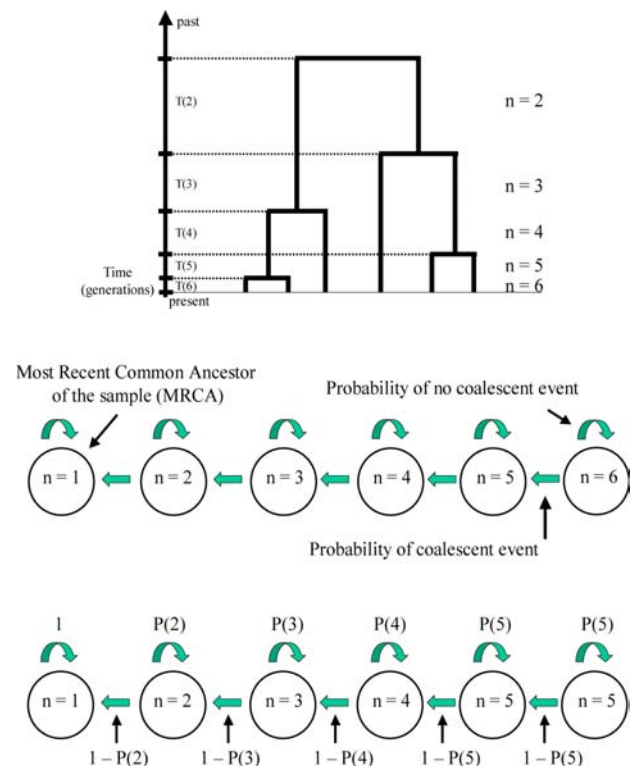 past
T(2)
n = 2
T(3)
n = 3
T(4)
n = 4
T(5)
n = 5
Time
(generations)
T(6)
n = 6
present
Most Recent Common Ancestor
of the sample (MRCA)
Probability of no coalescent event
n = 1
n = 2
n = 3
n = 4
n = 5
n = 6
Probability of coalescent event
1
P(2)
P(3)
P(4)
P(5)
P(5)
n = 1
n = 2
n = 3
n = 4
n = 5
n = 5
1 – P(2)
1 – P(3)
1 – P(4)
1 – P(5)
1 – P(5)